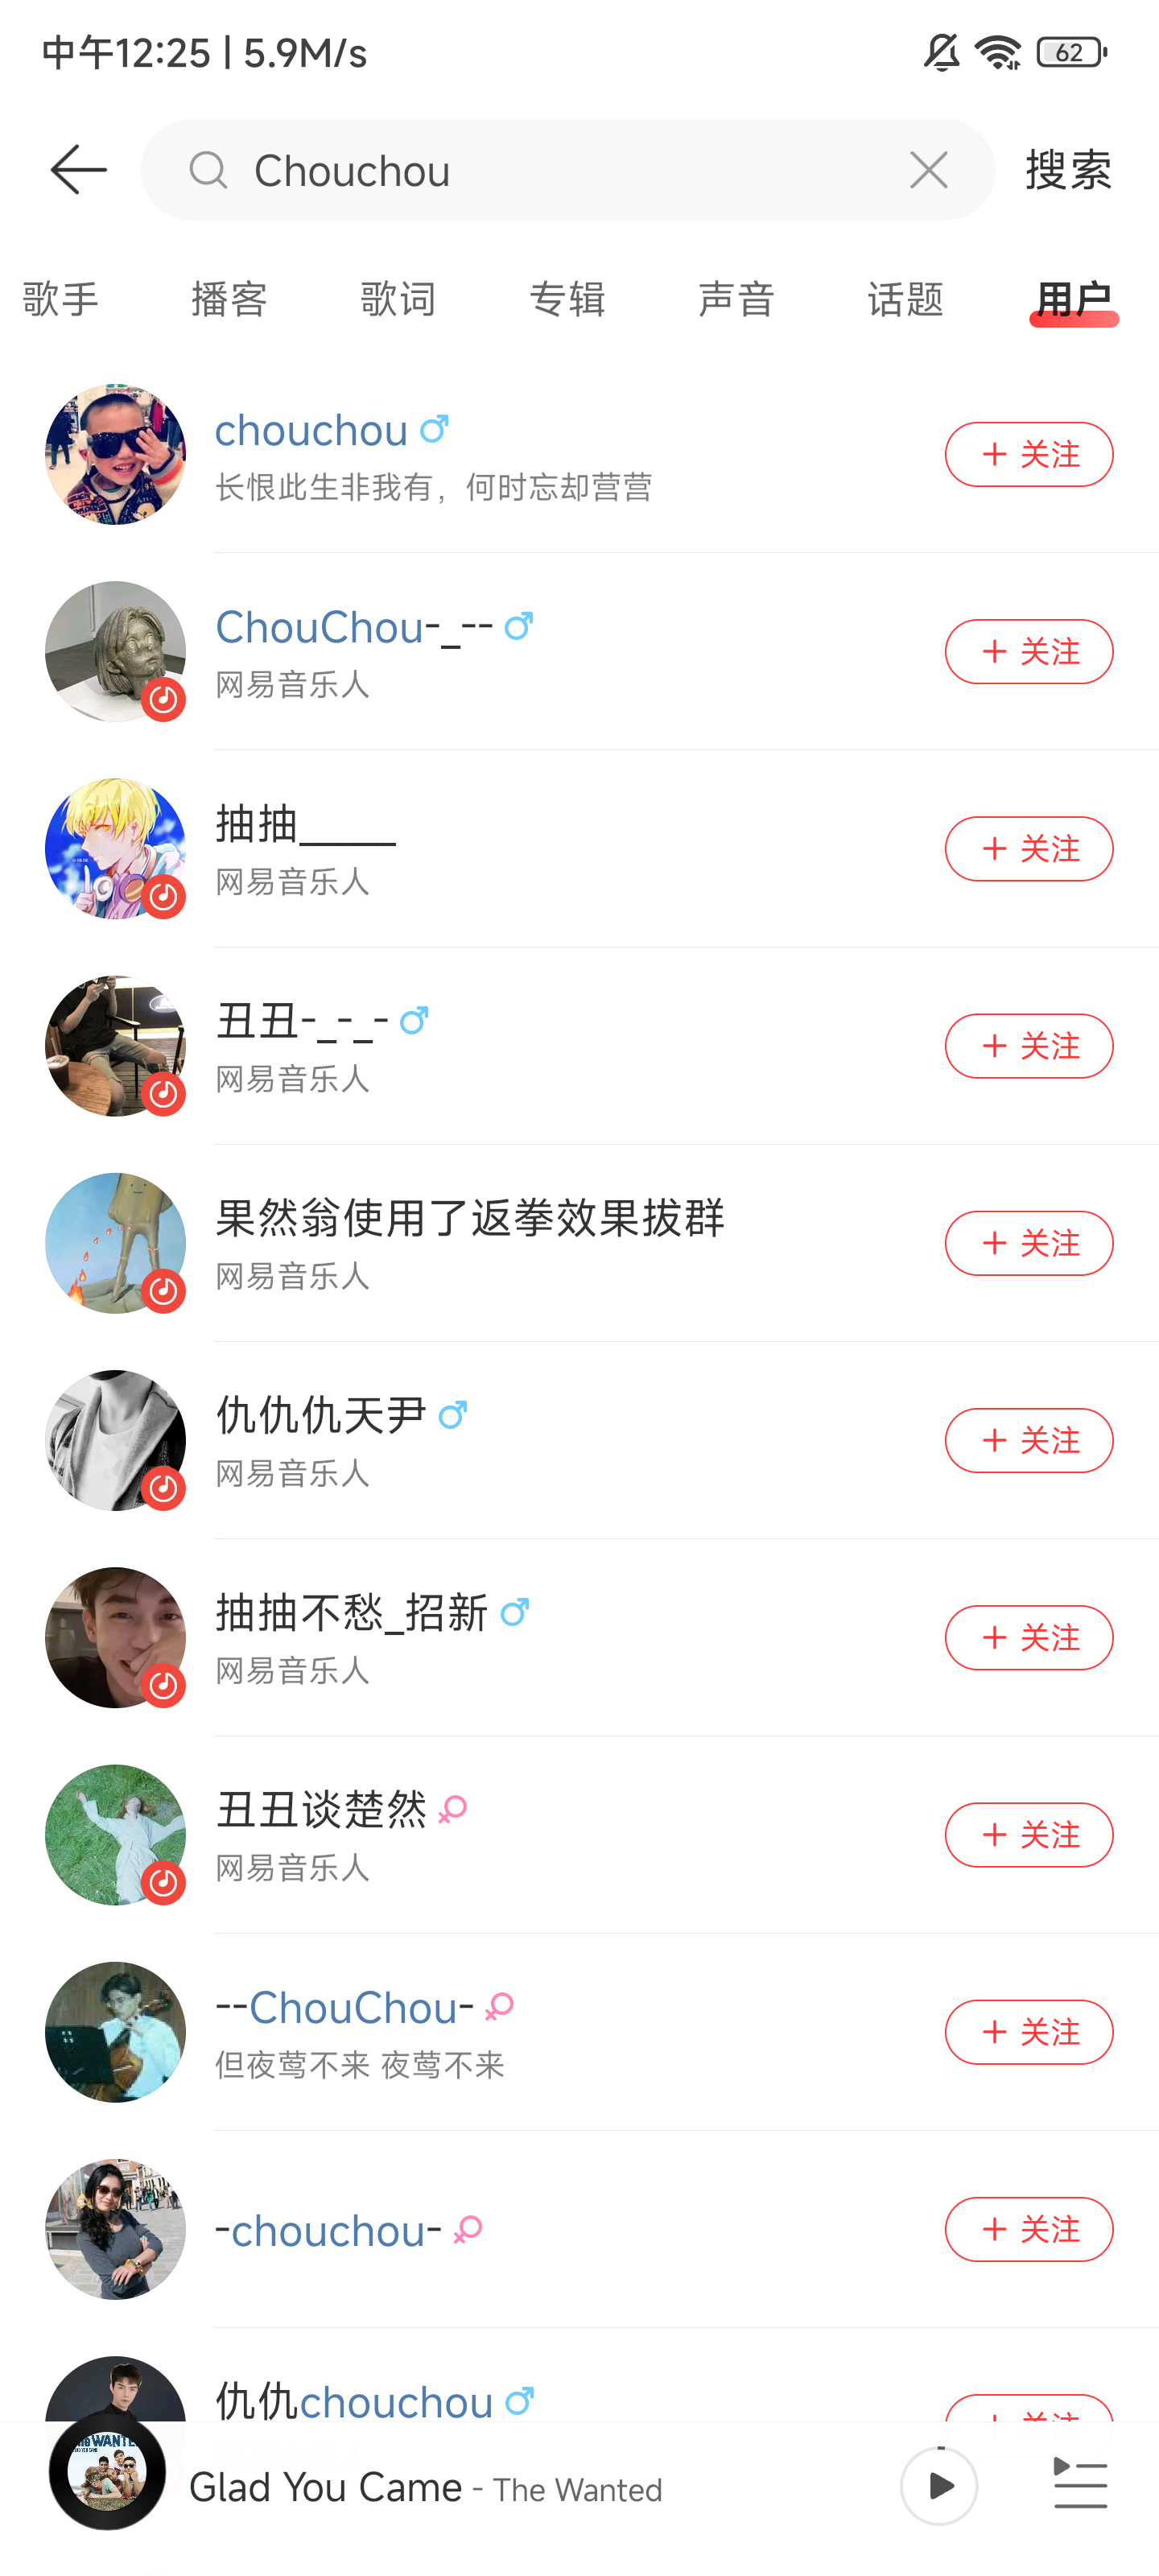 中午12:25 | 5.9M/s
62
Chouchou
搜索
歌手 播客 歌词 专辑 声音 话题 用户
chouchou
长恨此生非我有，何时忘却营营
+ 关注
ChouChou-_--
网易音乐人
+ 关注
抽抽_____
网易音乐人
+ 关注
丑丑-_-_-
网易音乐人
+ 关注
果然翁使用了返拳效果拔群
网易音乐人
+ 关注
仇仇仇天尹
网易音乐人
+ 关注
抽抽不愁_招新
网易音乐人
+ 关注
丑丑谈楚然
网易音乐人
+ 关注
--ChouChou-
但夜莺不来 夜莺不来
+ 关注
-chouchou-
+ 关注
仇仇chouchou
+ 关注
Glad You Came - The Wanted